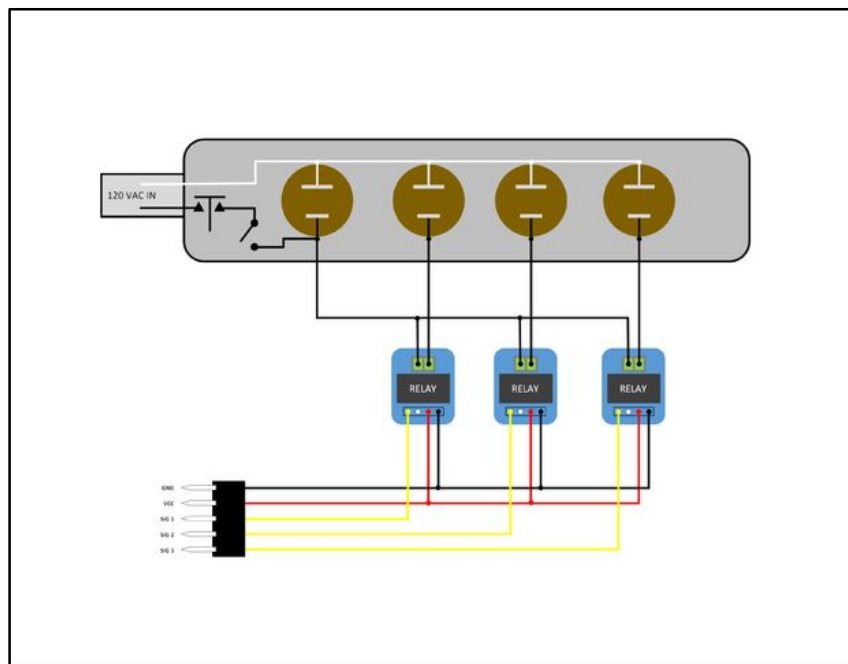 120 VAC IN
RELAY
RELAY
RELAY
GND
VCC
SIG 1
SIG 2
SIG 3